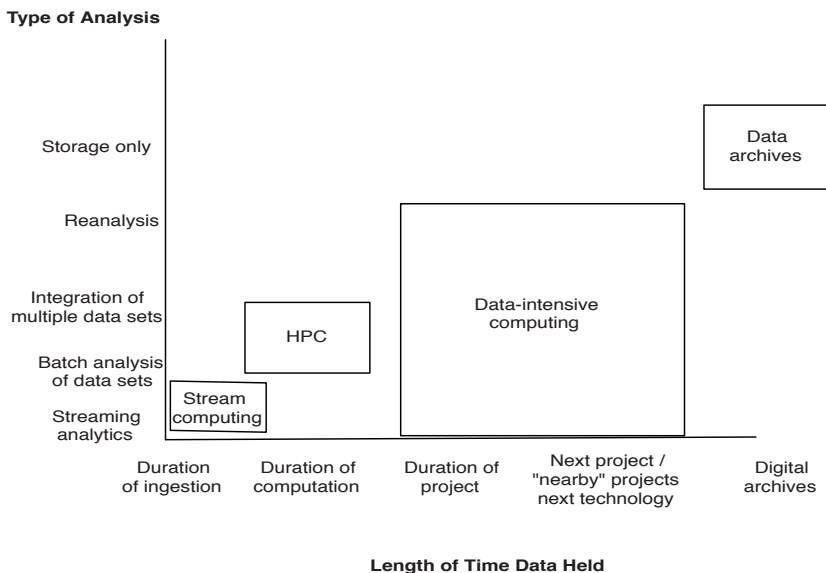 Type of Analysis
Storage only
Data
archives
Reanalysis
Integration of
multiple data sets
HPC
Data-intensive
computing
Batch analysis
of data sets
Stream
computing
Streaming
analytics
Duration
of ingestion
Duration of
computation
Duration of
project
Next project /
"nearby" projects
next technology
Digital
archives
Length of Time Data Held